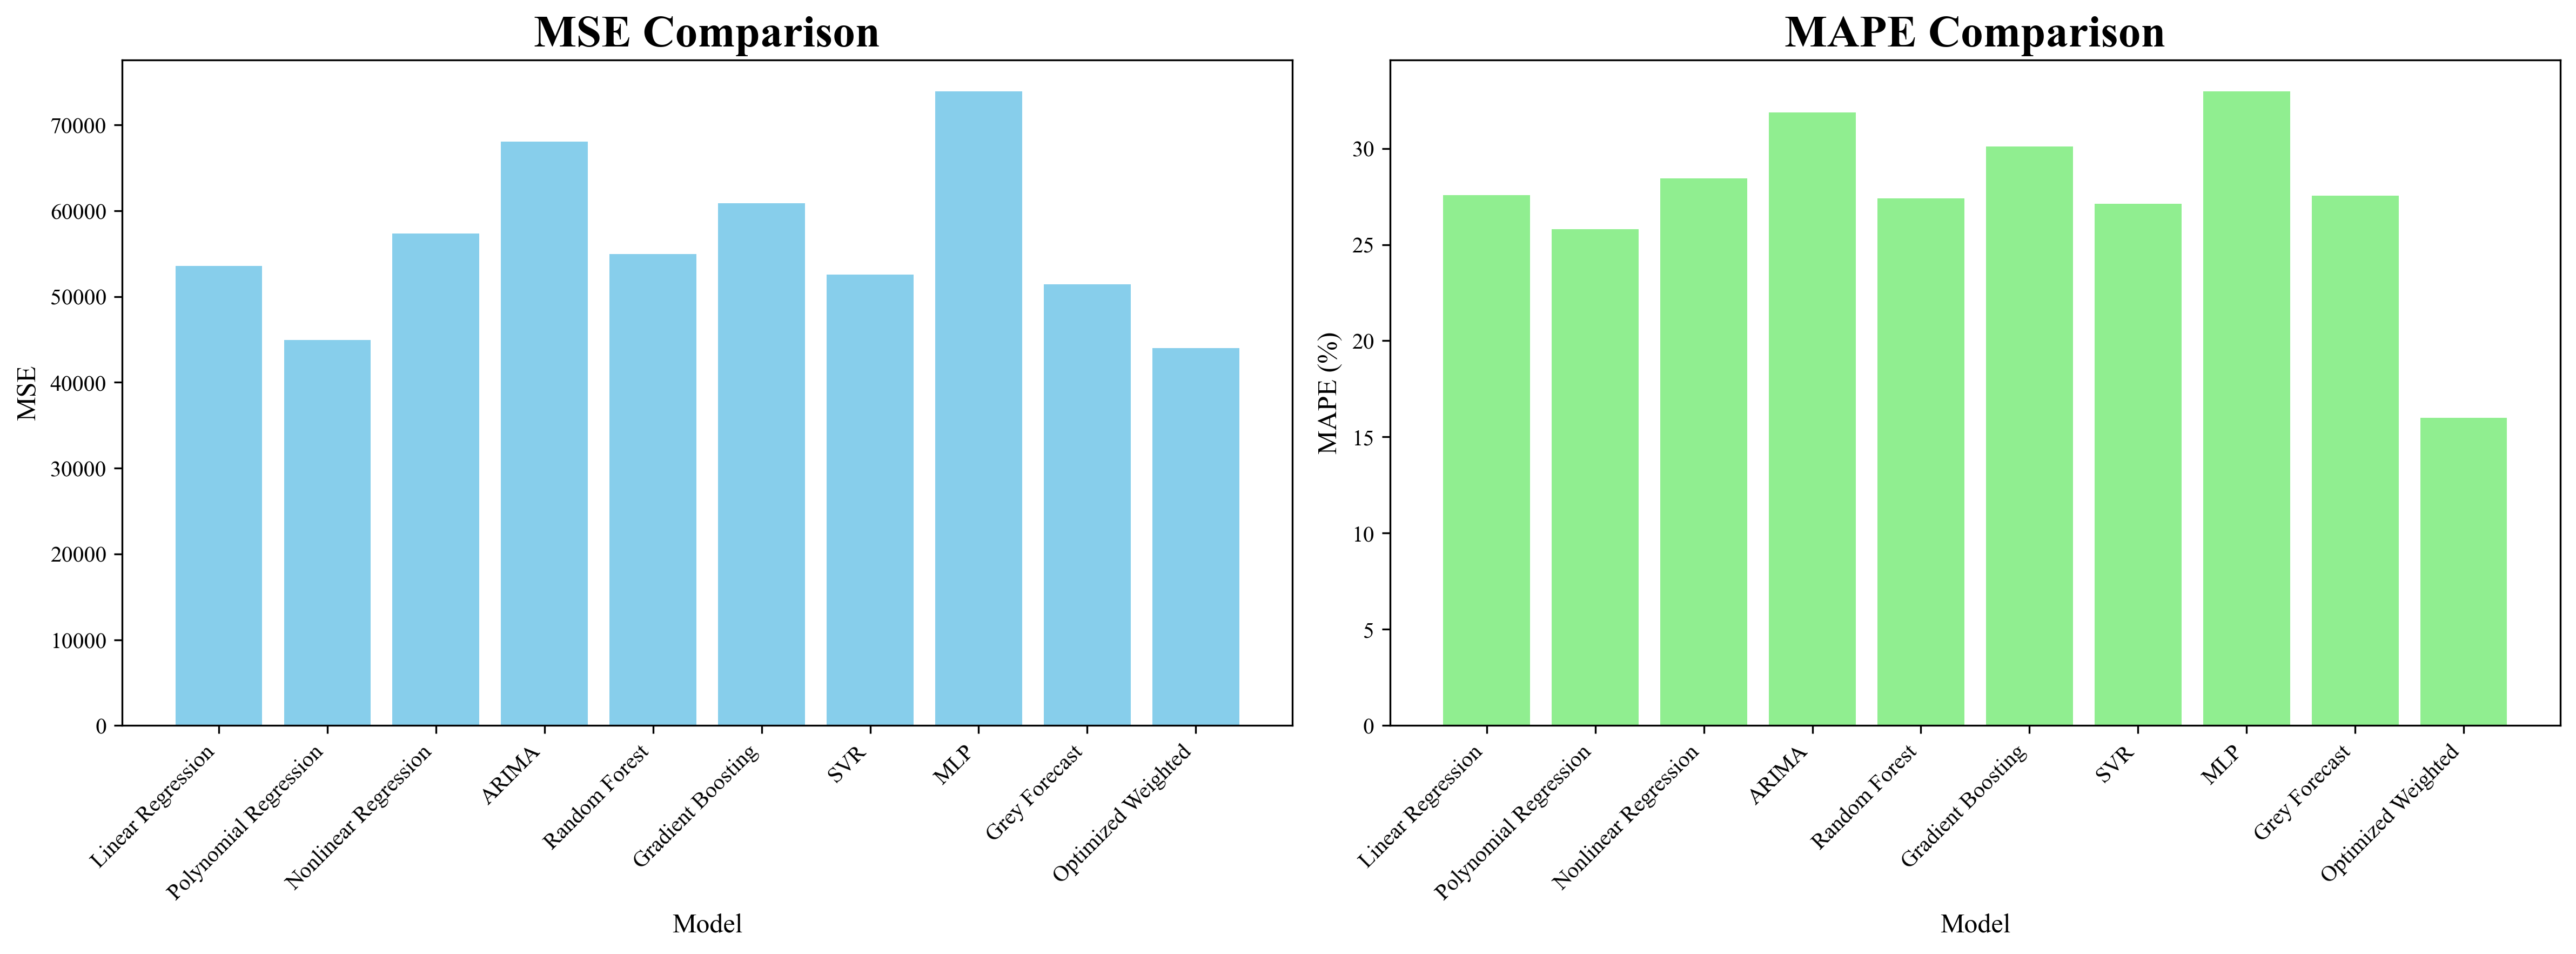 MSE Comparison
MSE
70000
60000
50000
40000
30000
20000
10000
0
Linear Regression
Polynomial Regression
Nonlinear Regression
ARIMA
Random Forest
Gradient Boosting
SVR
MLP
Grey Forecast
Optimized Weighted
Model
MAPE Comparison
MAPE (%)
30
25
20
15
10
5
0
Linear Regression
Polynomial Regression
Nonlinear Regression
ARIMA
Random Forest
Gradient Boosting
SVR
MLP
Grey Forecast
Optimized Weighted
Model